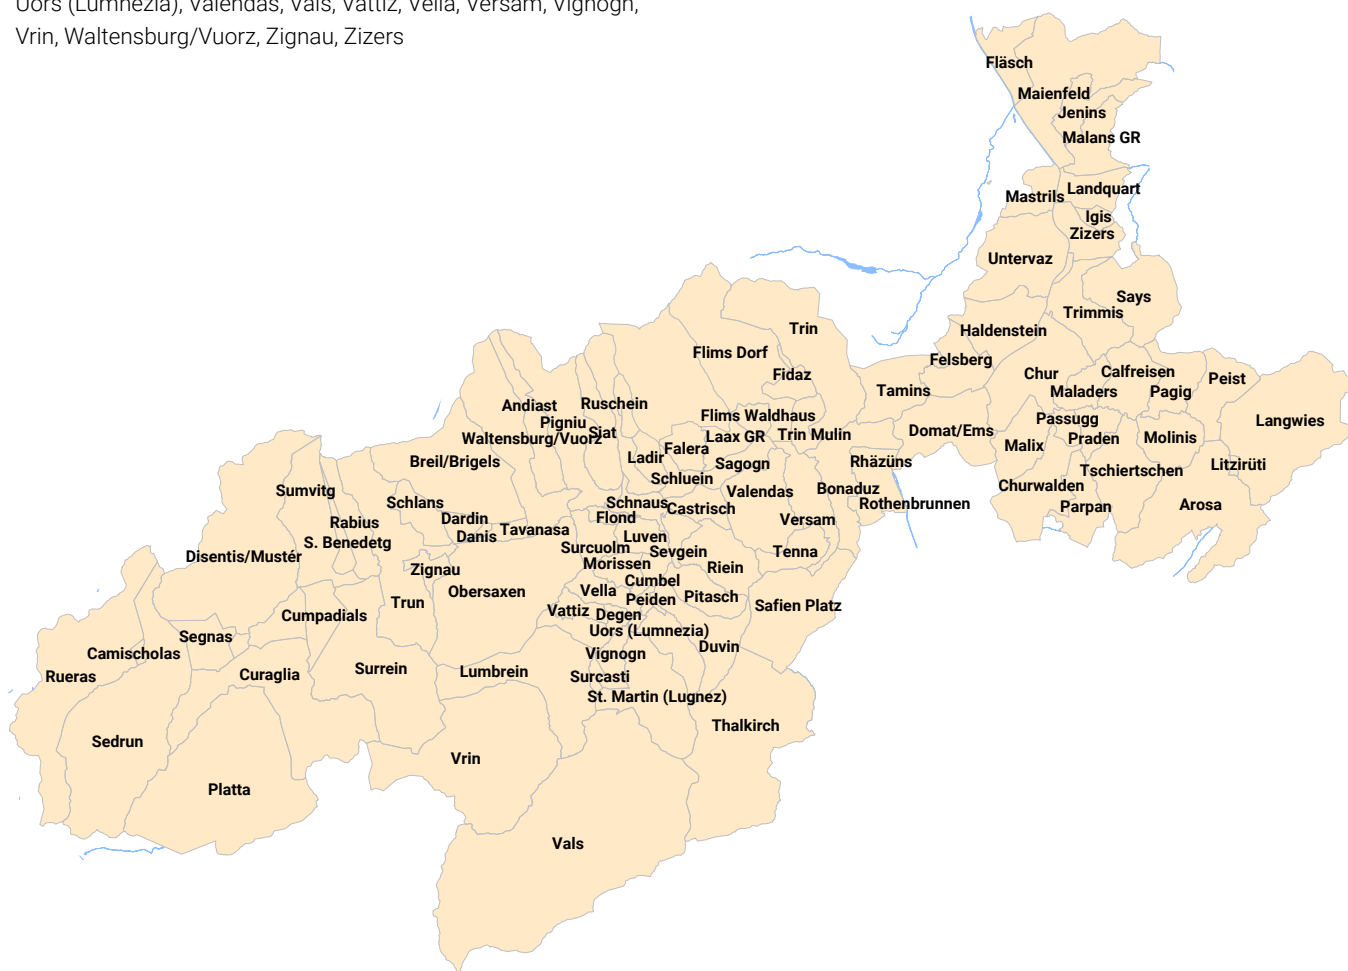 Uors (Lumnezia), Valendas, Vals, Vattiz, Vella, Versam, Vignogn,
Vrin, Waltensburg/Vuorz, Zignau, Zizers
Fläsch
Maienfeld
Jenins
Malans GR
Landquart
Mastrils
Igis
Zizers
Untervaz
Says
Trimmis
Haldenstein
Trin
Flims Dorf
Felsberg
Fidaz
Chur
Calfreisen
Peist
Tamins
Maladers
Pagig
Andiast
Ruschein
Pigniu
Flims Waldhaus
Passugg
Langwies
Waltensburg/Vuorz
Siat
Laax GR
Trin Mulin
Domat/Ems
Malix
Praden
Molinis
Falera
Ladir
Breil/Brigels
Sagogn
Rhäzüns
Litzirüti
Tschiertschen
Schluein
Churwalden
Sumvitg
Valendas
Bonaduz
Schlans
Schnaus
Castrisch
Rothenbrunnen
Parpan
Arosa
Rabius
Dardin
Flond
Versam
Danis
Tavanasa
Luven
S. Benedetg
Surcuolm
Sevgein
Tenna
Disentis/Mustér
Morissen
Riein
Zignau
Cumbel
Obersaxen
Vella
Pitasch
Peiden
Trun
Safien Platz
Vattiz
Degen
Cumpadials
Uors (Lumnezia)
Segnas
Duvin
Camischolas
Vignogn
Surrein
Lumbrein
Curaglia
Rueras
Surcasti
St. Martin (Lugnez)
Thalkirch
Sedrun
Vrin
Platta
Vals